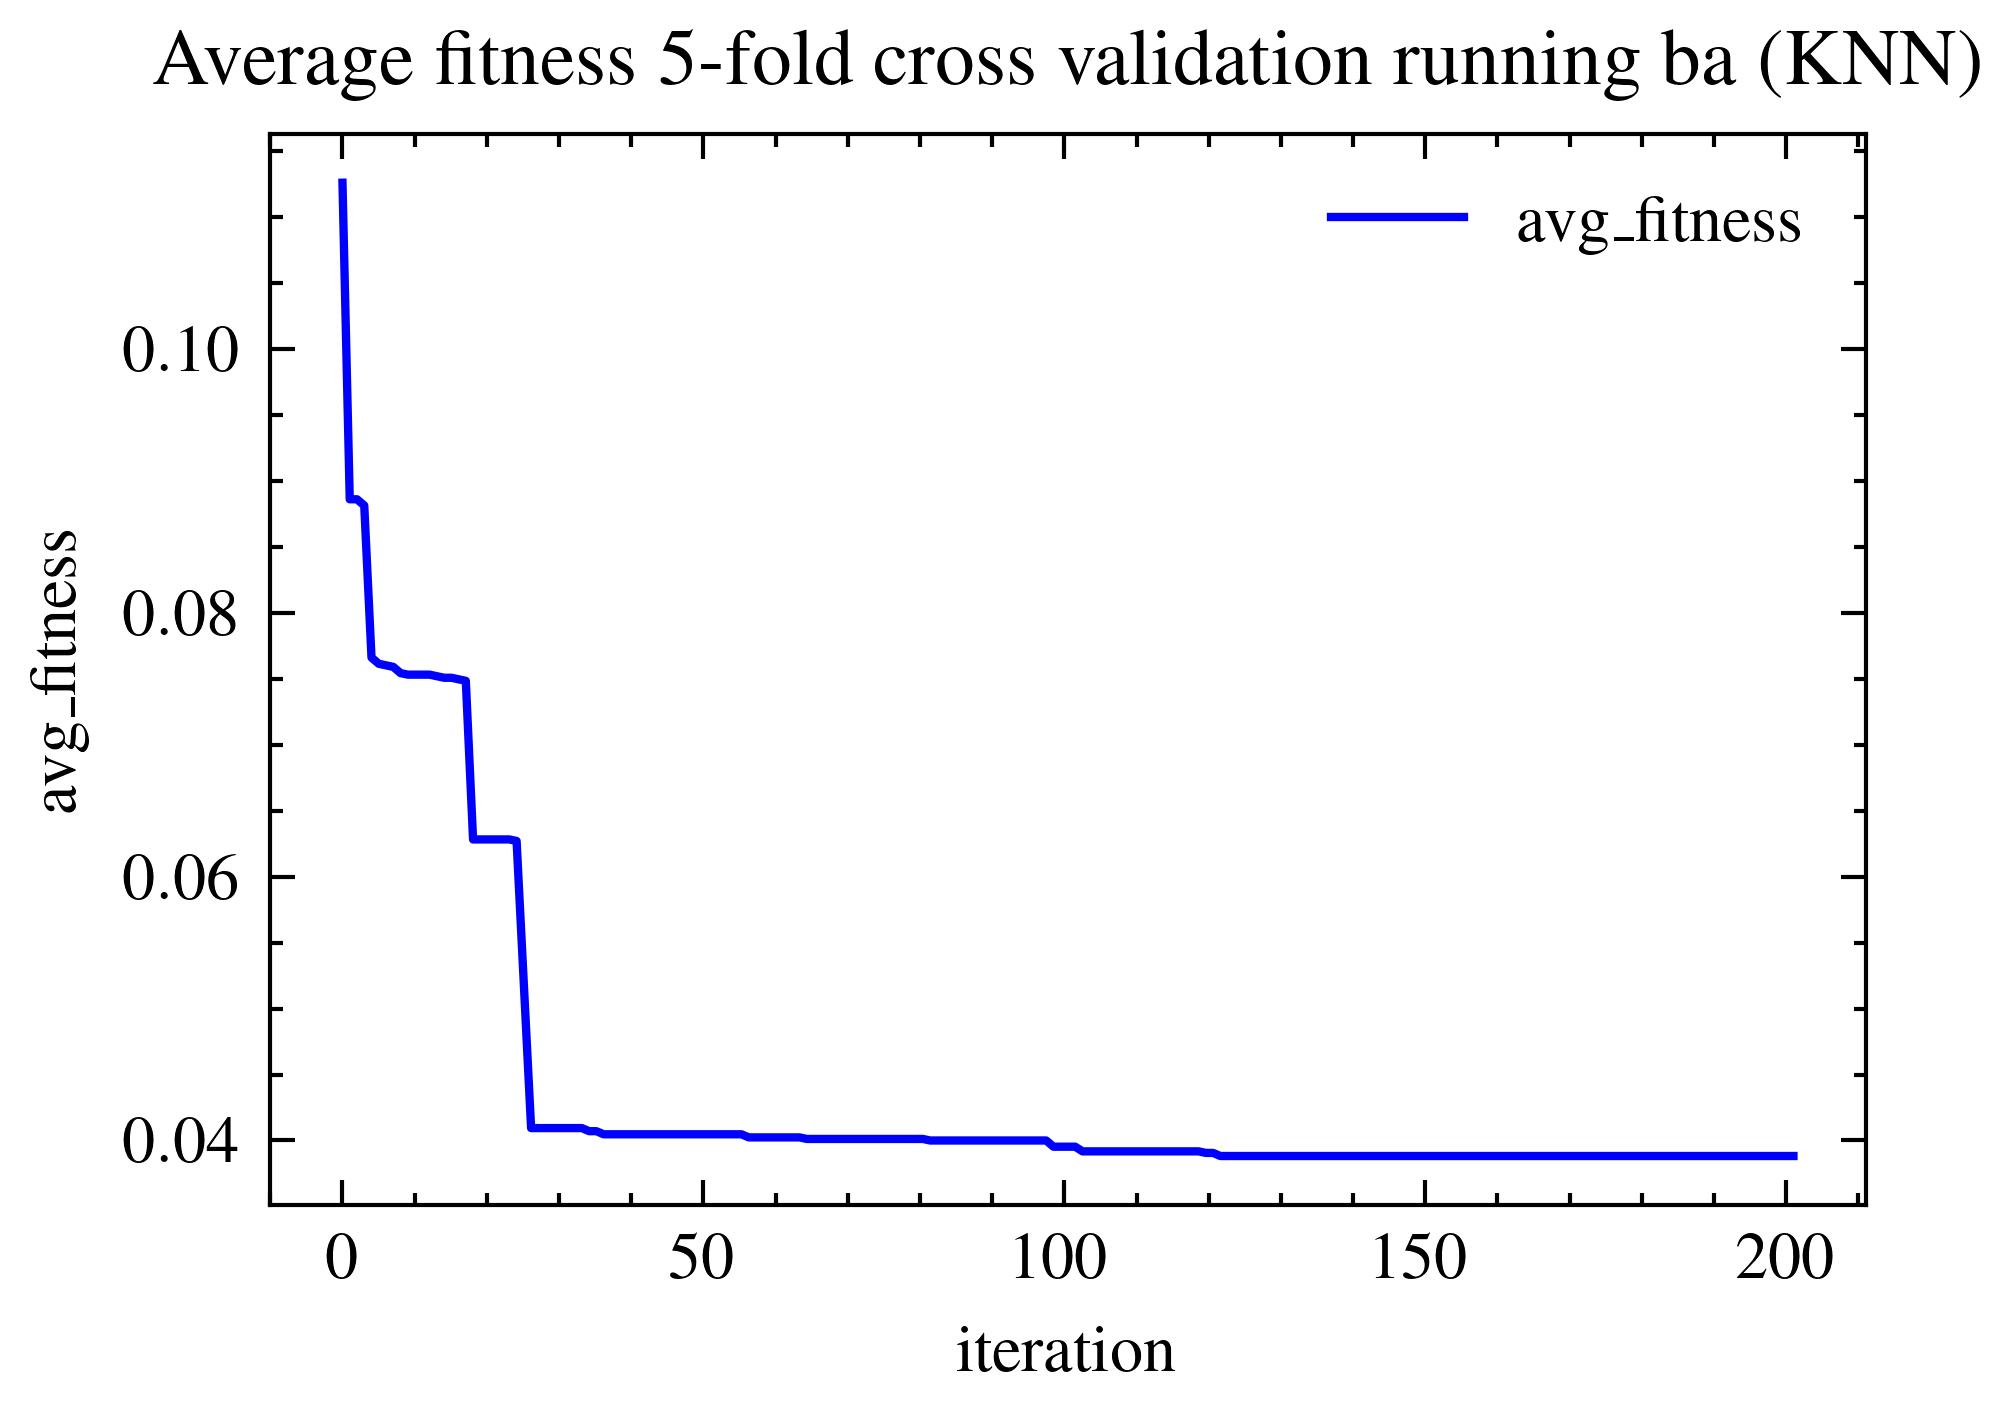 Average fitness 5-fold cross validation running ba (KNN)
avg_fitness
0.10
0.08
0.06
0.04
avg_fitness
0 50 100 150 200
iteration